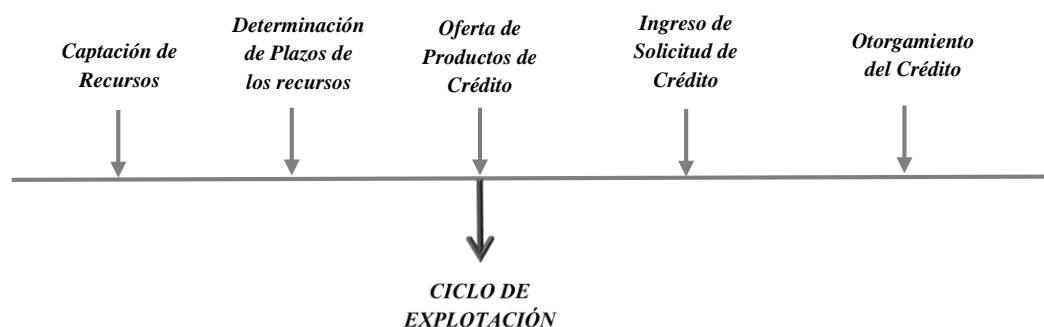 Captación de
Recursos
Determinación
de Plazos de
los recursos
Oferta de
Productos de
Crédito
Ingreso de
Solicitud de
Crédito
Otorgamiento
del Crédito
CICLO DE
EXPLOTACIÓN